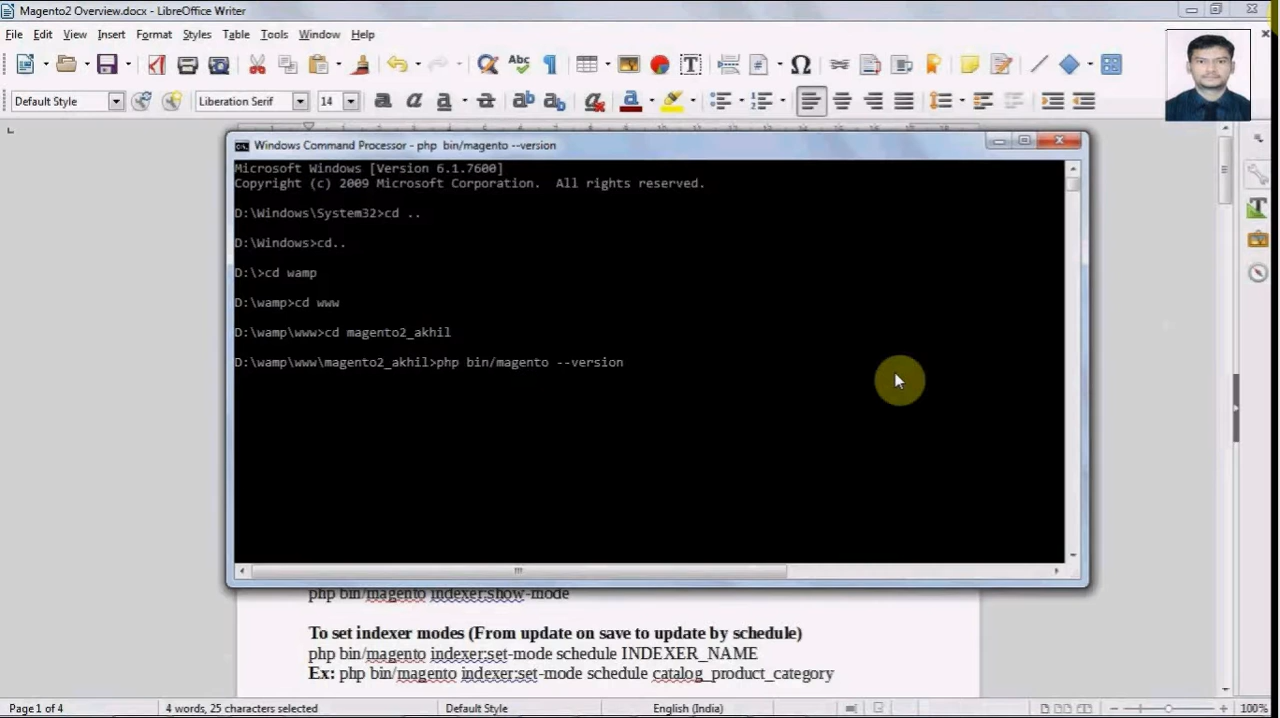 Magento2 Overview.docx - LibreOffice Writer
File Edit View Insert Format Styles Table Tools Window Help
Default Style Liberation Serif 14
Windows Command Processor - php bin/magento --version
Microsoft Windows [Version 6.1.7600]
Copyright (c) 2009 Microsoft Corporation. All rights reserved.
D:\Windows\System32>cd ..
D:\Windows>cd..
D:\>cd wamp
D:\wamp>cd www
D:\wamp\www>cd magento2_akhil
D:\wamp\www\magento2_akhil>php bin/magento --version
php bin/magento indexer:show-mode
To set indexer modes (From update on save to update by schedule)
php bin/magento indexer:set-mode schedule INDEXER_NAME
Ex: php bin/magento indexer:set-mode schedule catalog_product_category
Page 1 of 4 4 words, 25 characters selected Default Style English (India) 100%